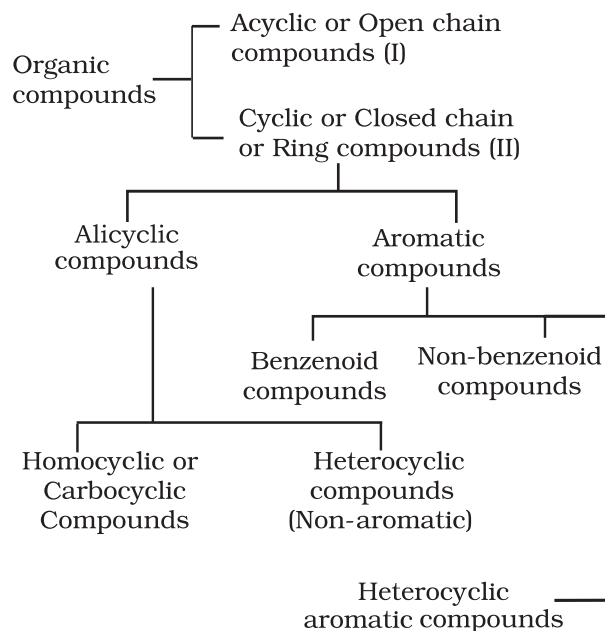 Acyclic or Open chain
compounds (I)
Organic
compounds
Cyclic or Closed chain
or Ring compounds (II)
Alicyclic
compounds
Aromatic
compounds
Benzenoid
compounds
Non-benzenoid
compounds
Homocyclic or
Carbocyclic
Compounds
Heterocyclic
compounds
(Non-aromatic)
Heterocyclic
aromatic compounds